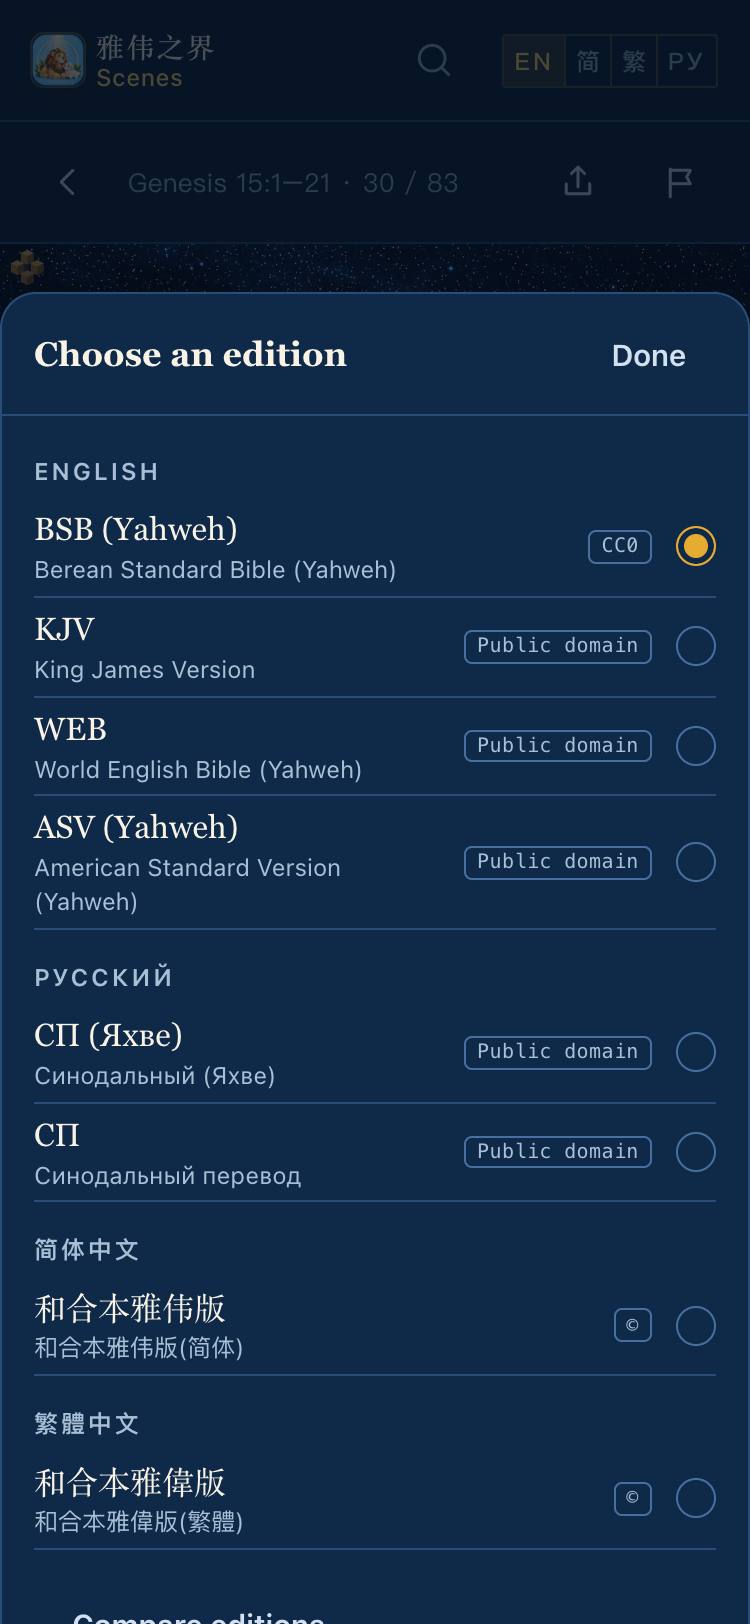 雅伟之界
Scenes
EN 简 繁 РУ
Genesis 15:1–21 · 30 / 83
Choose an edition
Done
ENGLISH
BSB (Yahweh)
Berean Standard Bible (Yahweh)
CC0
KJV
King James Version
Public domain
WEB
World English Bible (Yahweh)
Public domain
ASV (Yahweh)
American Standard Version
(Yahweh)
Public domain
РУССКИЙ
СП (Яхве)
Синодальный (Яхве)
Public domain
СП
Синодальный перевод
Public domain
简体中文
和合本雅伟版
和合本雅伟版(简体)
©
繁體中文
和合本雅偉版
和合本雅偉版(繁體)
©
Compare editions